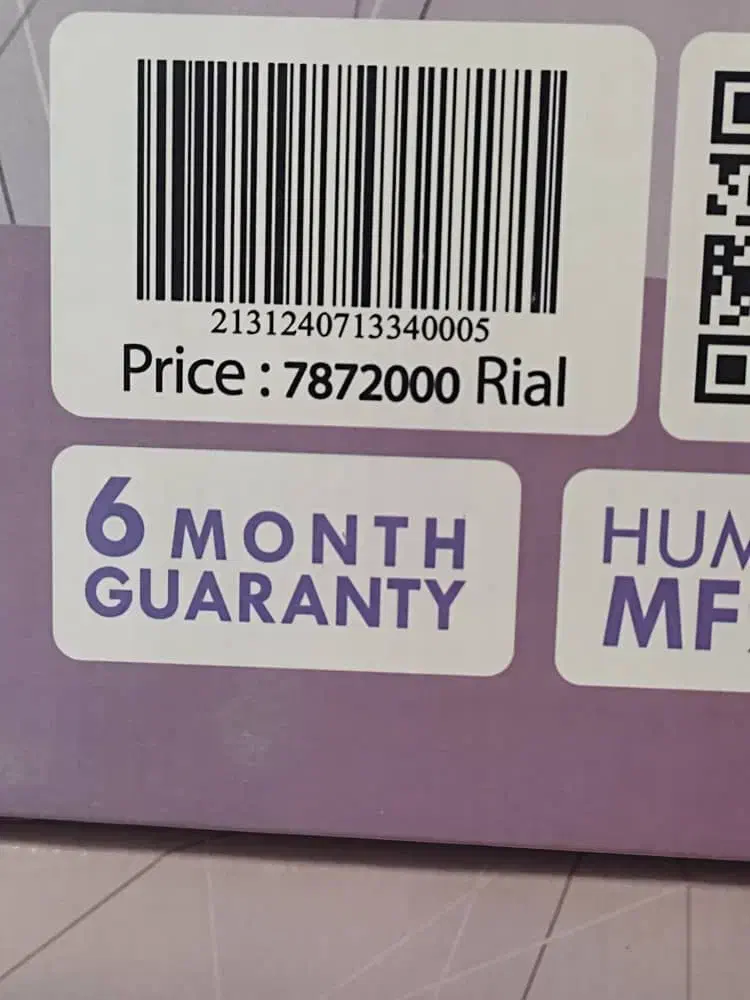 2131240713340005
Price : 7872000 Rial
6 MONTH
GUARANTY
HUM
MF